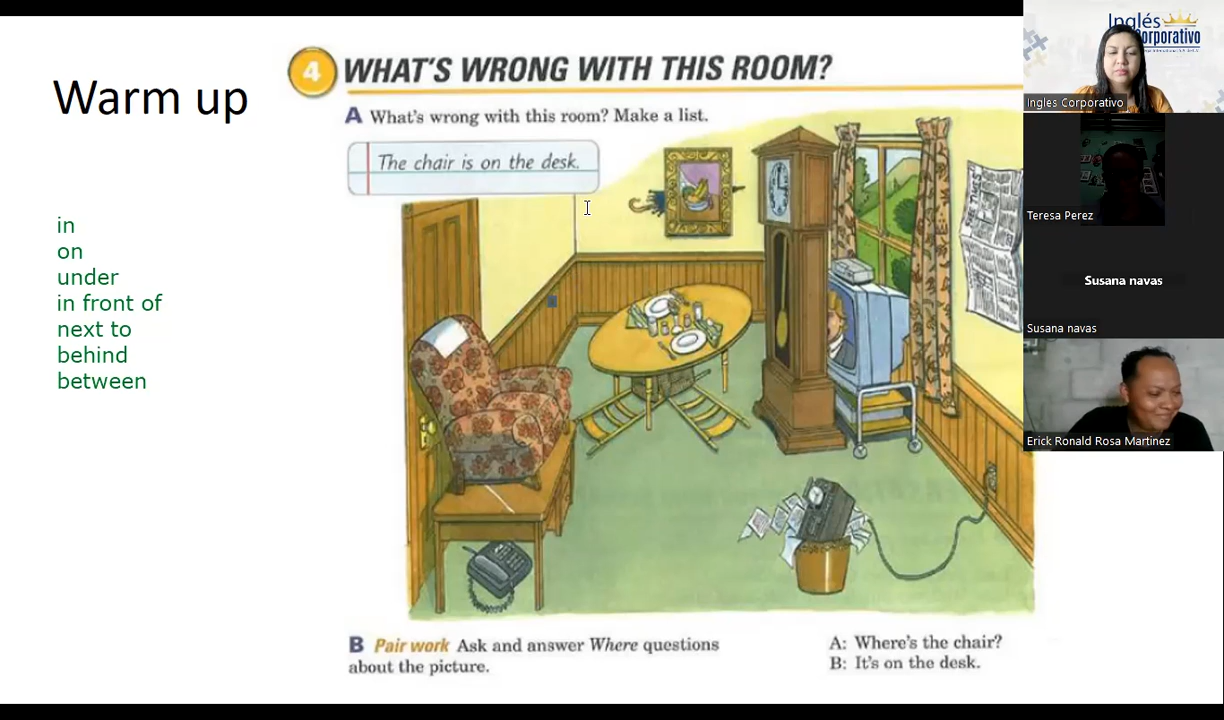 Warm up
in
on
under
in front of
next to
behind
between
4 WHAT'S WRONG WITH THIS ROOM?
A What's wrong with this room? Make a list.
The chair is on the desk.
B Pair work Ask and answer Where questions
about the picture.
A: Where's the chair?
B: It's on the desk.
Inglés
Corporativo
Ingles Corporativo
Teresa Perez
Susana navas
Susana navas
Erick Ronald Rosa Martinez